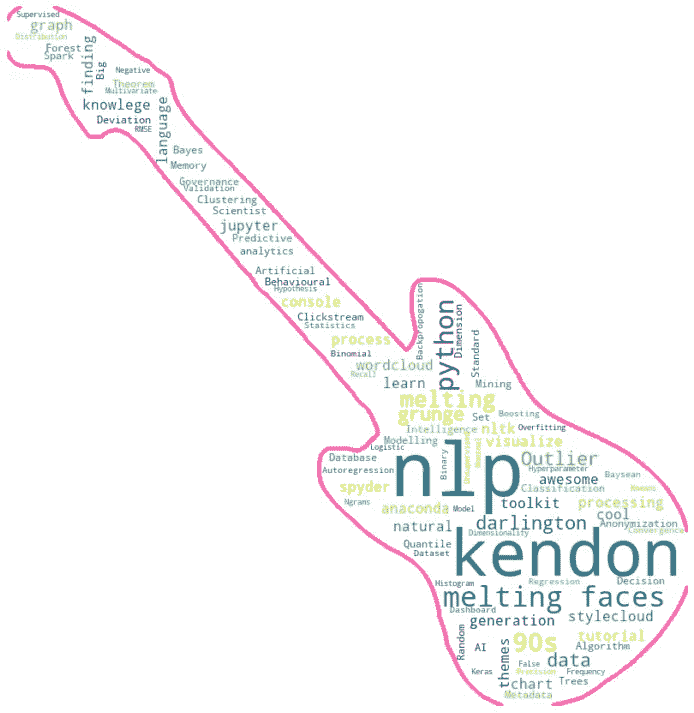 Supervised
graph
Distribution
Forest
Spark
finding
Big
Negative
Theorem
Multivariate
knowlege
Deviation
RMSE
language
Bayes
Memory
Governance
Validation
Clustering
Scientist
jupyter
Predictive
analytics
Artificial
Behavioural
Hypothesis
console
Clickstream
Statistics
process
Binomial
wordcloud
Recall
learn
Backpropogation
python
Dimension
Standard
Mining
melting
grunge
Set
Boosting
Intelligence
nltk
Overfitting
Modelling
visualize
Logistic
Database
Autoregression
nlp
Binary
Unsupervised
Outlier
Hyperparameter
awesome
Baysean
Classification
spyder
Ngrams
anaconda
Model
toolkit
processing
cool
Anonymization
Convergence
natural
darlington
Dimensionality
Quantile
Dataset
kendon
Histogram
Regression
Decision
melting faces
Dashboard
generation
stylecloud
Random
AI
90s
tutorial
Algorithm
themes
Keras
False
data
Precision
Frequency
chart
Trees
Metadata